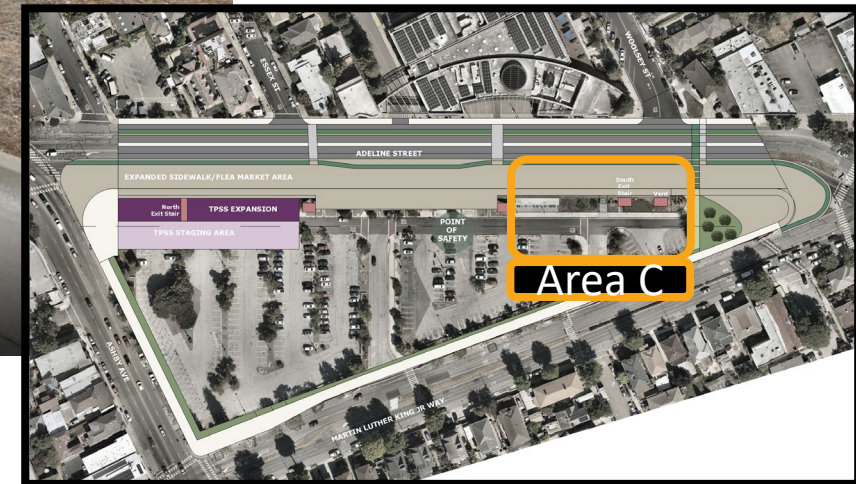 ESSEX ST
WOOLSEY ST
ADELINE STREET
EXPANDED SIDEWALK/FLEA MARKET AREA
South
Exit
Stair
Vent
North
Exit Stair
TPSS EXPANSION
POINT
OF
SAFETY
TPSS STAGING AREA
Area C
ASHBY AVE
MARTIN LUTHER KING JR WAY